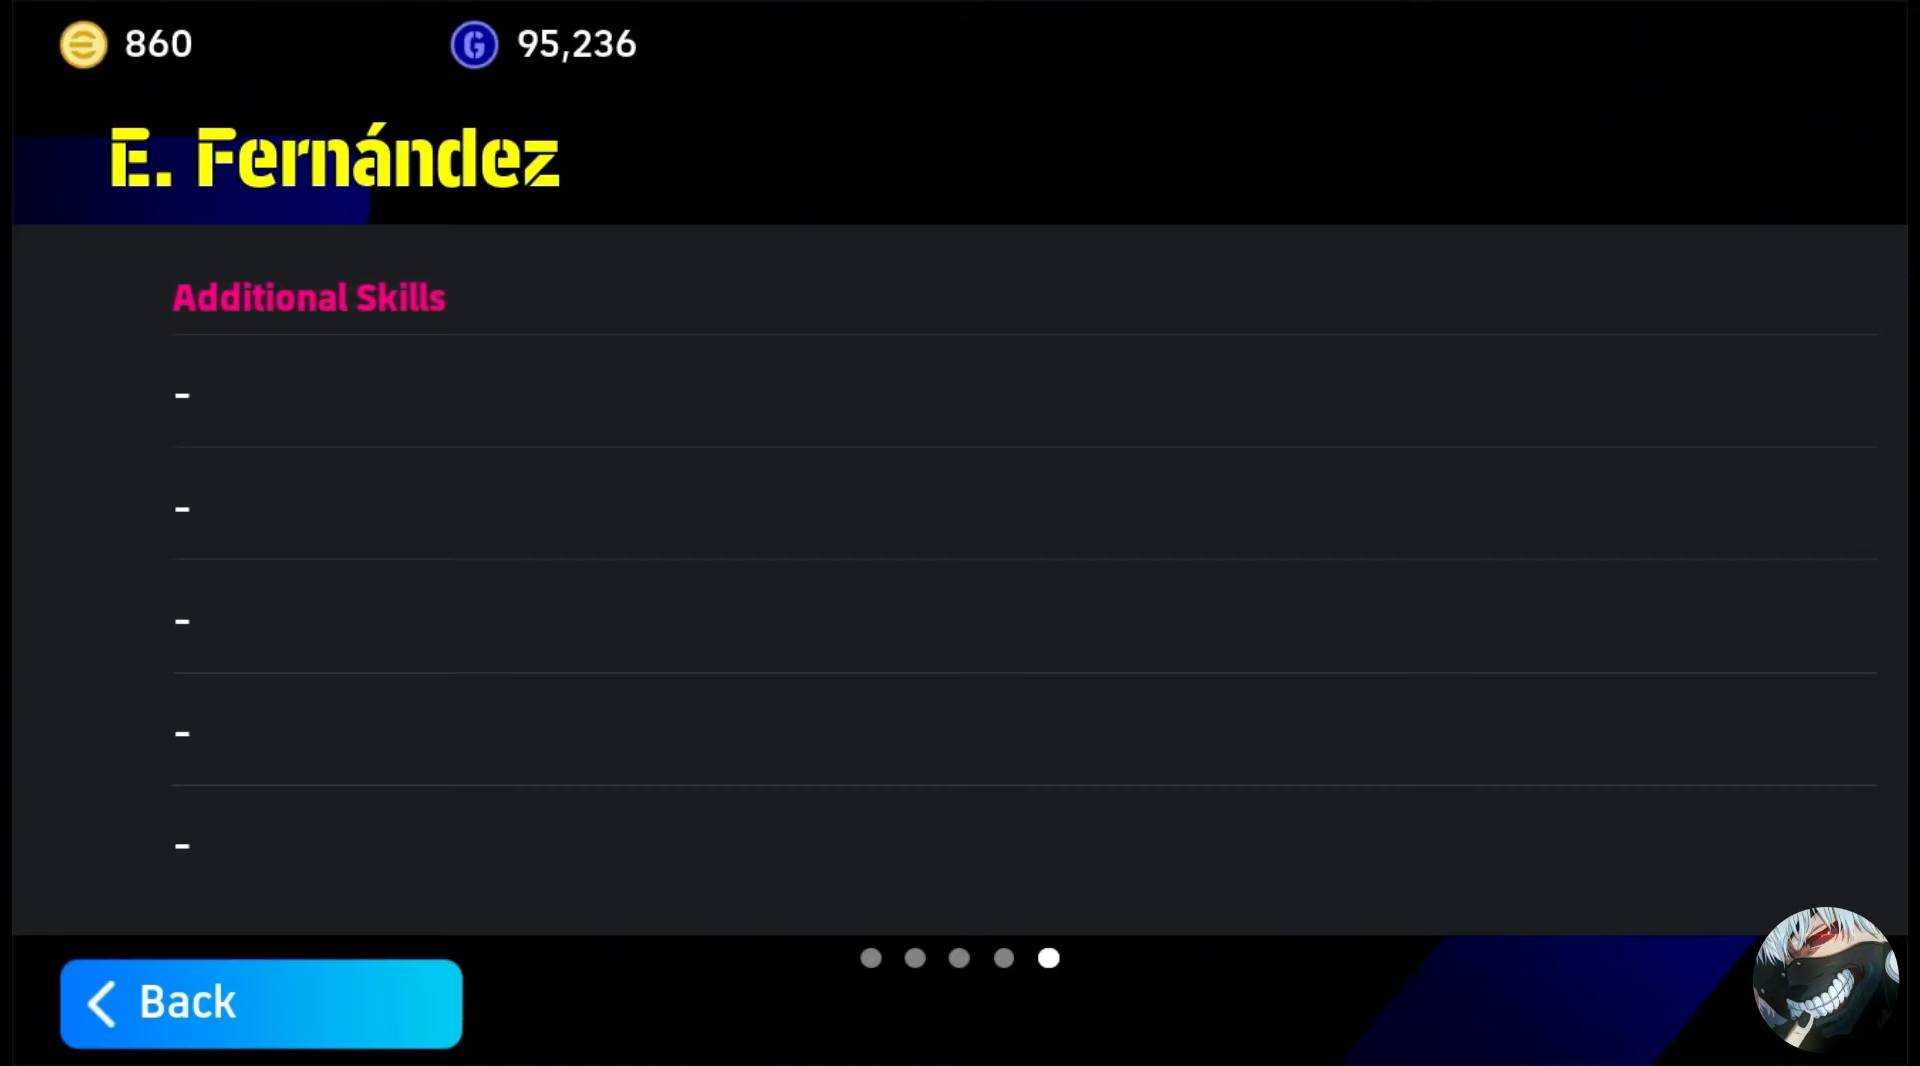 860
G 95,236
E. Fernández
Additional Skills
-
-
-
-
-
Back